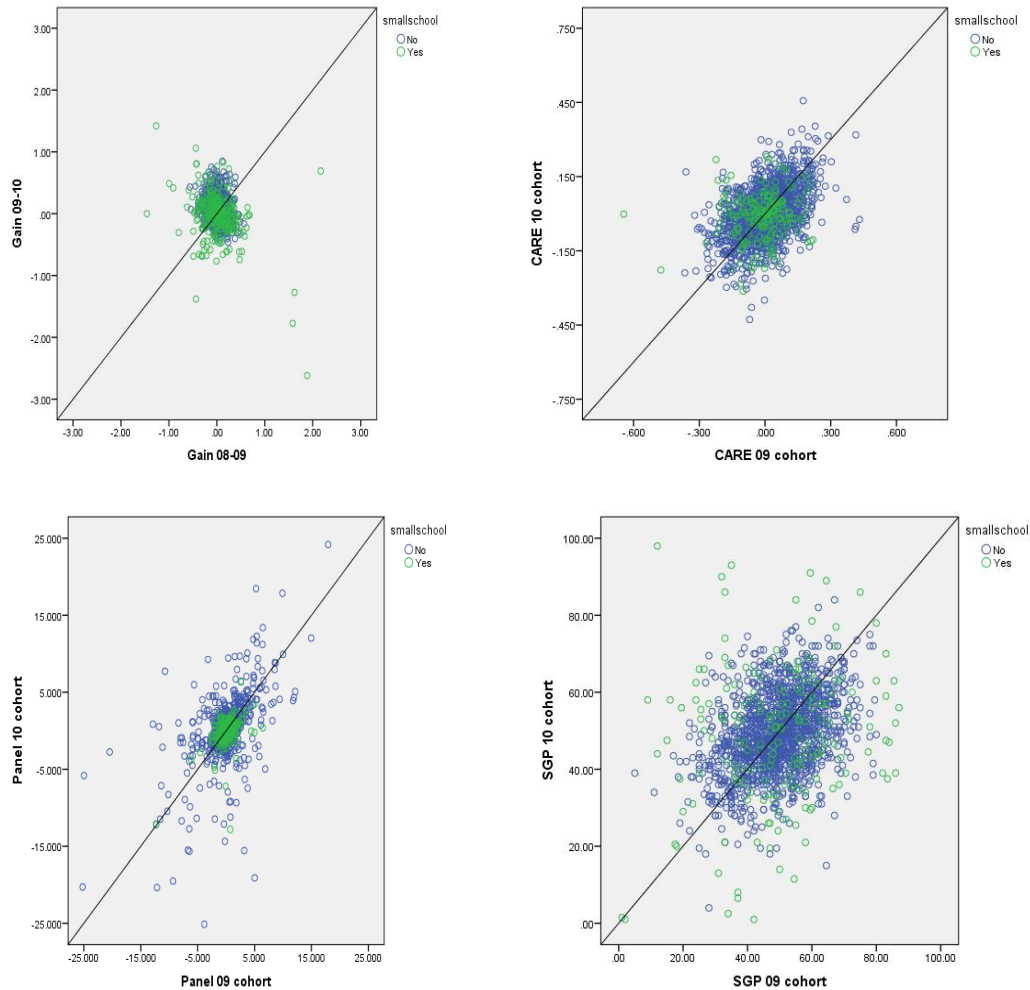 smallschool
No
Yes
3.00
2.00
1.00
.00
-1.00
-2.00
-3.00
Gain 09-10
-3.00 -2.00 -1.00 .00 1.00 2.00 3.00
Gain 08-09
smallschool
No
Yes
.750
.450
.150
-.150
-.450
-.750
CARE 10 cohort
-.600 -.300 .000 .300 .600
CARE 09 cohort
smallschool
No
Yes
25.000
15.000
5.000
-5.000
-15.000
-25.000
Panel 10 cohort
-25.000 -15.000 -5.000 5.000 15.000 25.000
Panel 09 cohort
smallschool
No
Yes
100.00
80.00
60.00
40.00
20.00
.00
SGP 10 cohort
.00 20.00 40.00 60.00 80.00 100.00
SGP 09 cohort